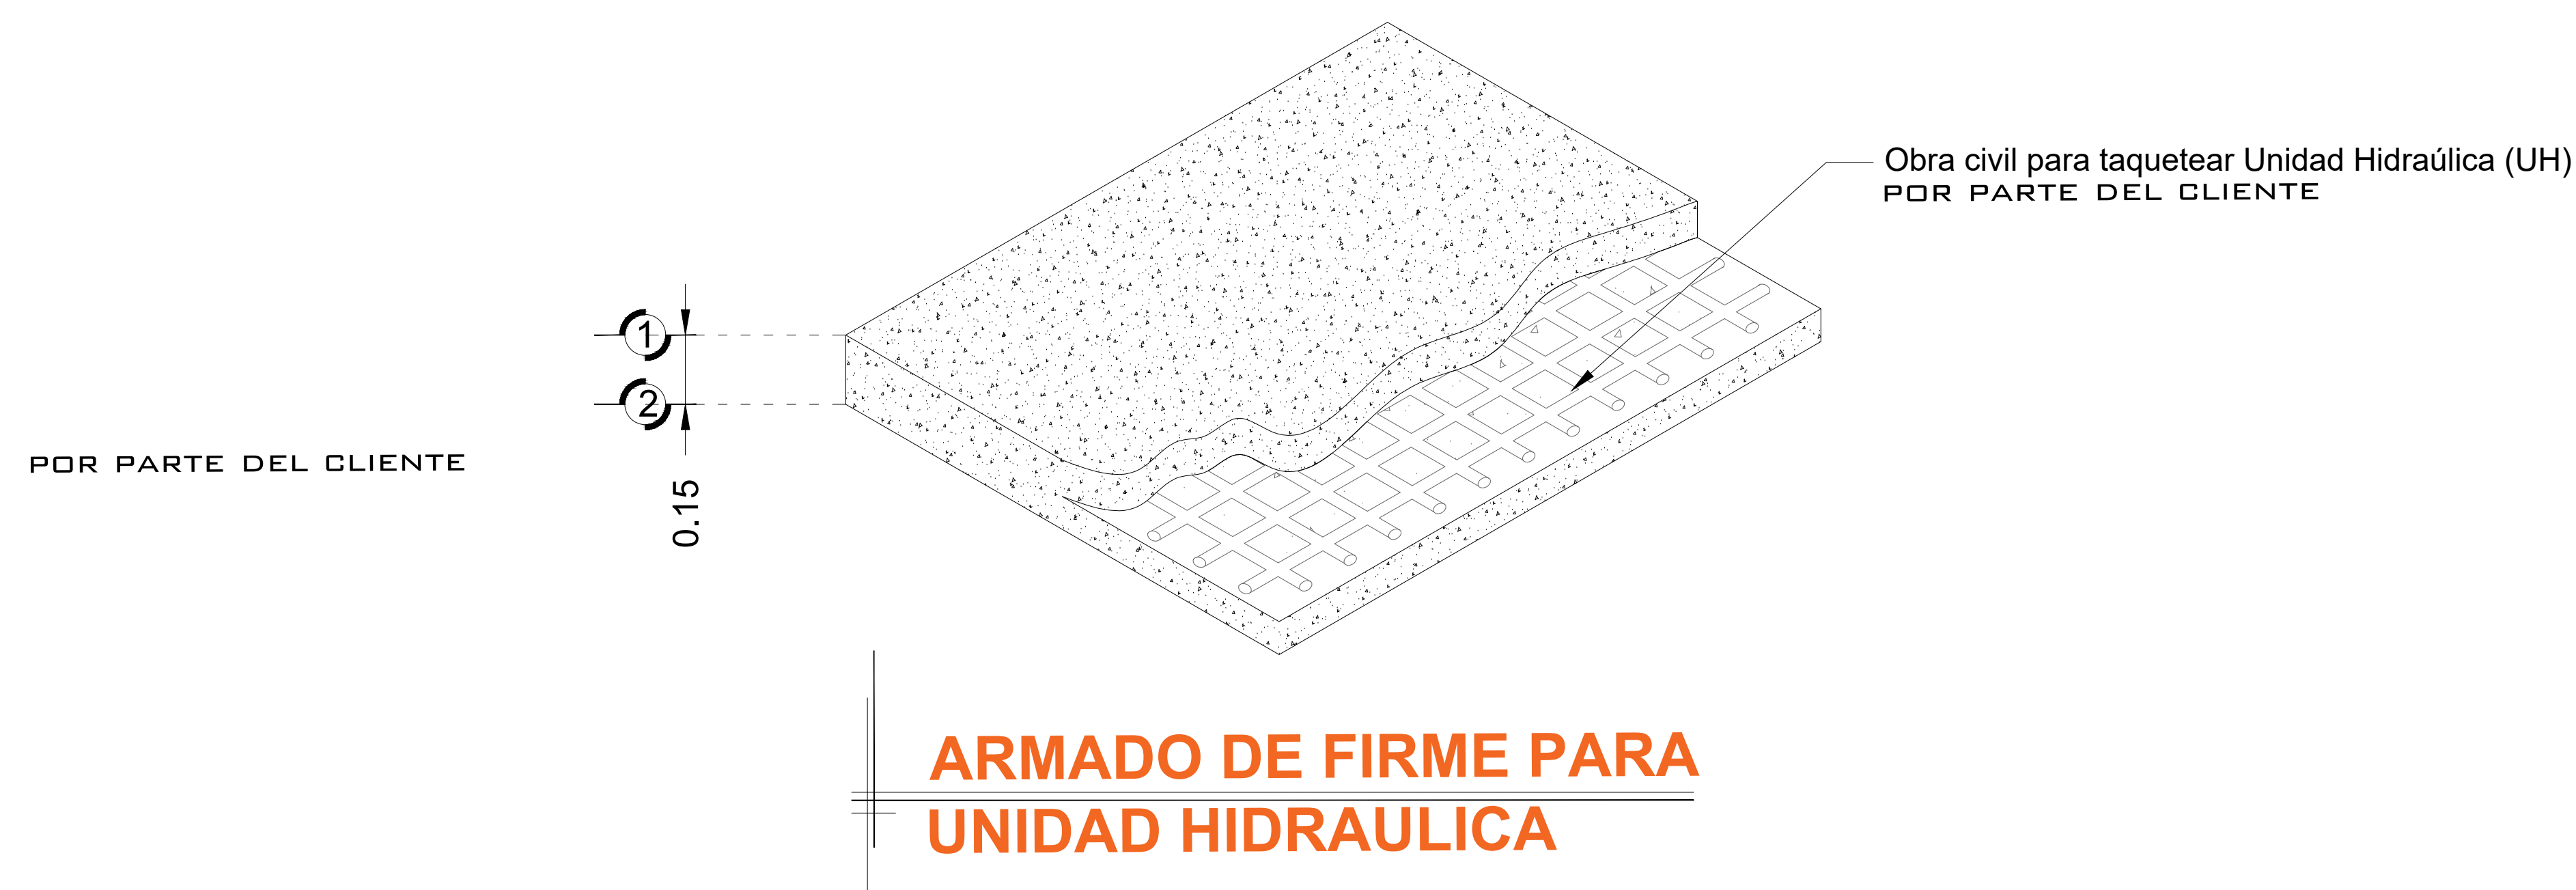 Obra civil para taquetear Unidad Hidraúlica (UH)
POR PARTE DEL CLIENTE
1
2
POR PARTE DEL CLIENTE
0.15
ARMADO DE FIRME PARA
UNIDAD HIDRAULICA